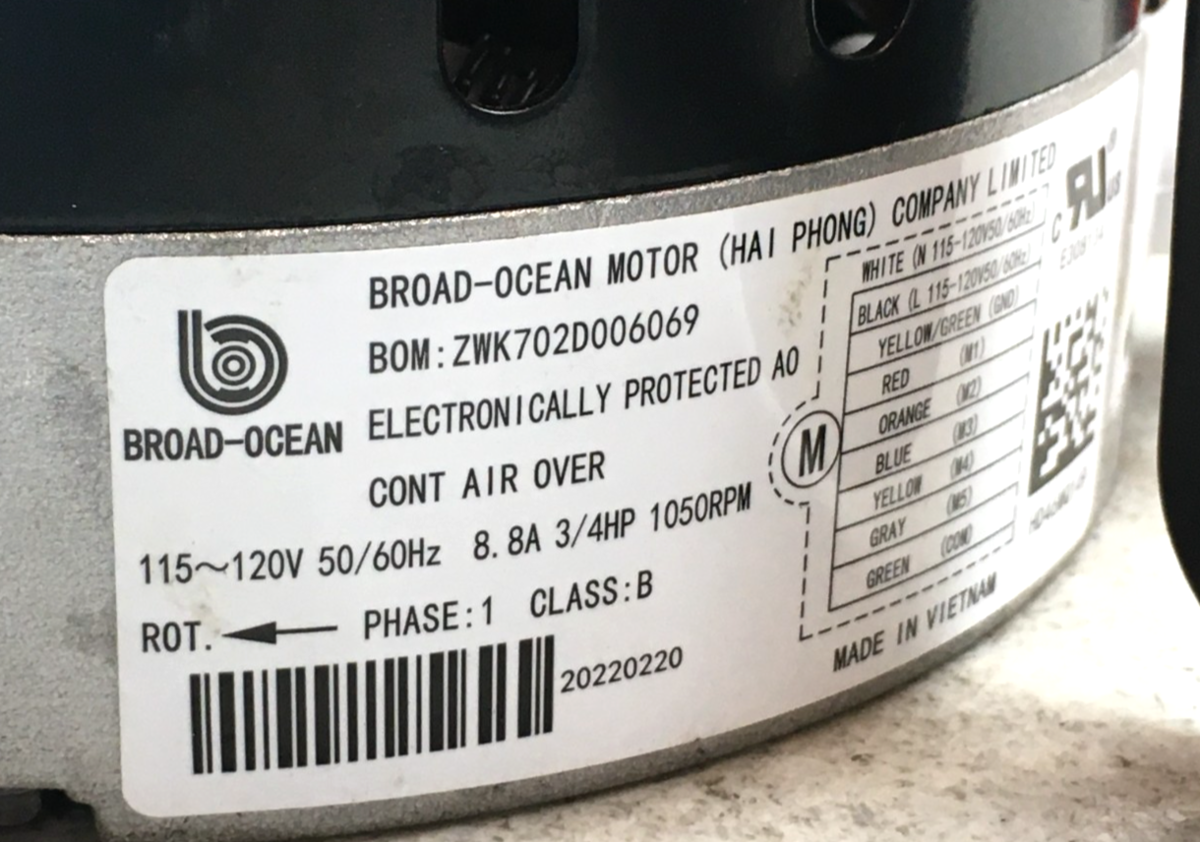 BROAD-OCEAN
BROAD-OCEAN MOTOR (HAI PHONG) COMPANY LIMITED
BOM:ZWK702D006069
ELECTRONICALLY PROTECTED AO
CONT AIR OVER
115~120V 50/60Hz 8.8A 3/4HP 1050RPM
ROT. PHASE:1 CLASS:B
20220220
M
WHITE (N 115-120V50/60Hz)
BLACK (L 115-120V50/60Hz)
YELLOW/GREEN (GND)
RED (M1)
ORANGE (M2)
BLUE (M3)
YELLOW (M4)
GRAY (M5)
GREEN (COM)
MADE IN VIETNAM
C RU US